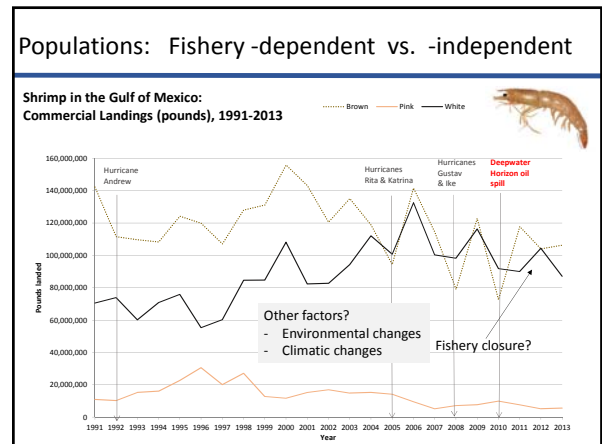 Populations: Fishery -dependent vs. -independent
Shrimp in the Gulf of Mexico:
Commercial Landings (pounds), 1991-2013
Brown Pink White
Hurricane
Andrew
Hurricanes
Rita & Katrina
Hurricanes
Gustav
& Ike
Deepwater
Horizon oil
spill
160,000,000
140,000,000
120,000,000
100,000,000
80,000,000
60,000,000
40,000,000
20,000,000
0
Pounds landed
Other factors?
- Environmental changes
- Climatic changes
Fishery closure?
1991 1992 1993 1994 1995 1996 1997 1998 1999 2000 2001 2002 2003 2004 2005 2006 2007 2008 2009 2010 2011 2012 2013
Year